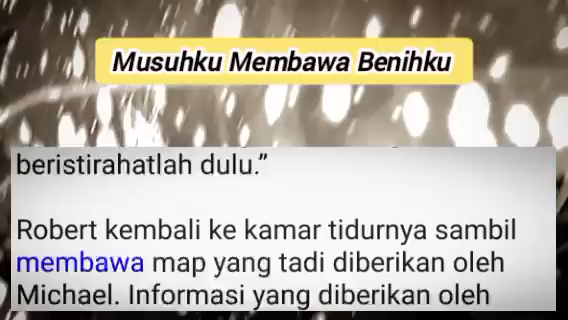 Musuhku Membawa Benihku
beristirahatlah dulu.”
Robert kembali ke kamar tidurnya sambil
membawa map yang tadi diberikan oleh
Michael. Informasi yang diberikan oleh